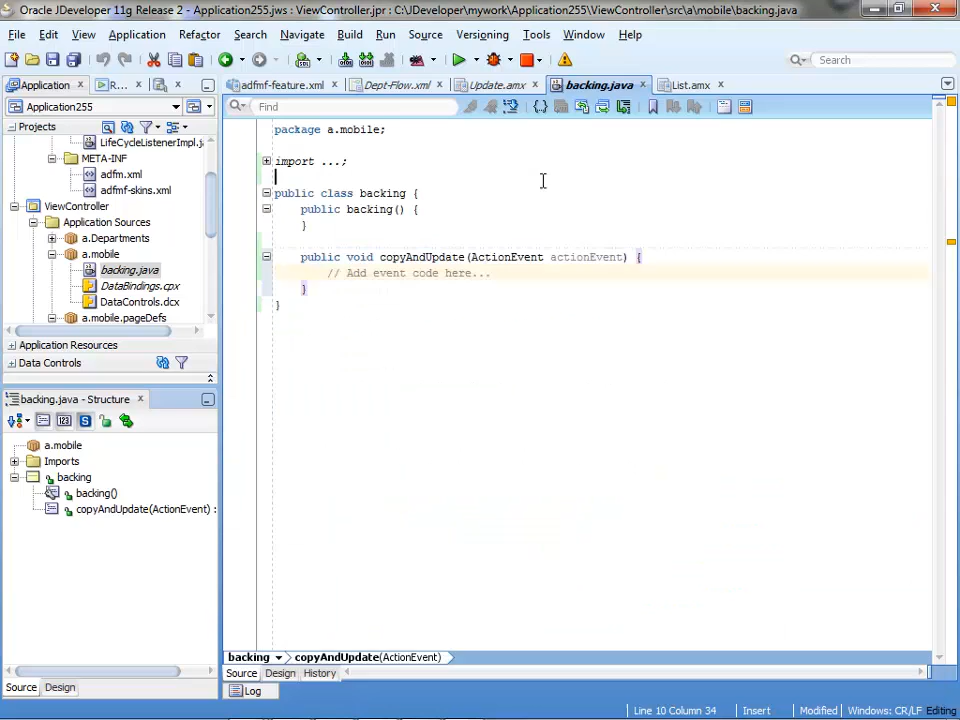 Oracle JDeveloper 11g Release 2 - Application255.jws : ViewController.jpr : C:\JDeveloper\mywork\Application255\ViewController\src\a\mobile\backing.java
File Edit View Application Refactor Search Navigate Build Run Source Versioning Tools Window Help
Search
Application R...
adfmf-feature.xml Dept-Flow.xml Update.amx backing.java List.amx
Application255
Find
Projects
LifeCycleListenerImpl.j
META-INF
adfm.xml
adfmf-skins.xml
ViewController
Application Sources
a.Departments
a.mobile
backing.java
DataBindings.cpx
DataControls.dcx
a.mobile.pageDefs
Application Resources
Data Controls
package a.mobile;
import ...;
public class backing {
public backing() {
}
public void copyAndUpdate(ActionEvent actionEvent) {
// Add event code here...
}
}
backing.java - Structure
a.mobile
Imports
backing
backing()
copyAndUpdate(ActionEvent) :
Source Design
backing copyAndUpdate(ActionEvent)
Source Design History
Log
Line 10 Column 34 Insert Modified Windows: CR/LF Editing